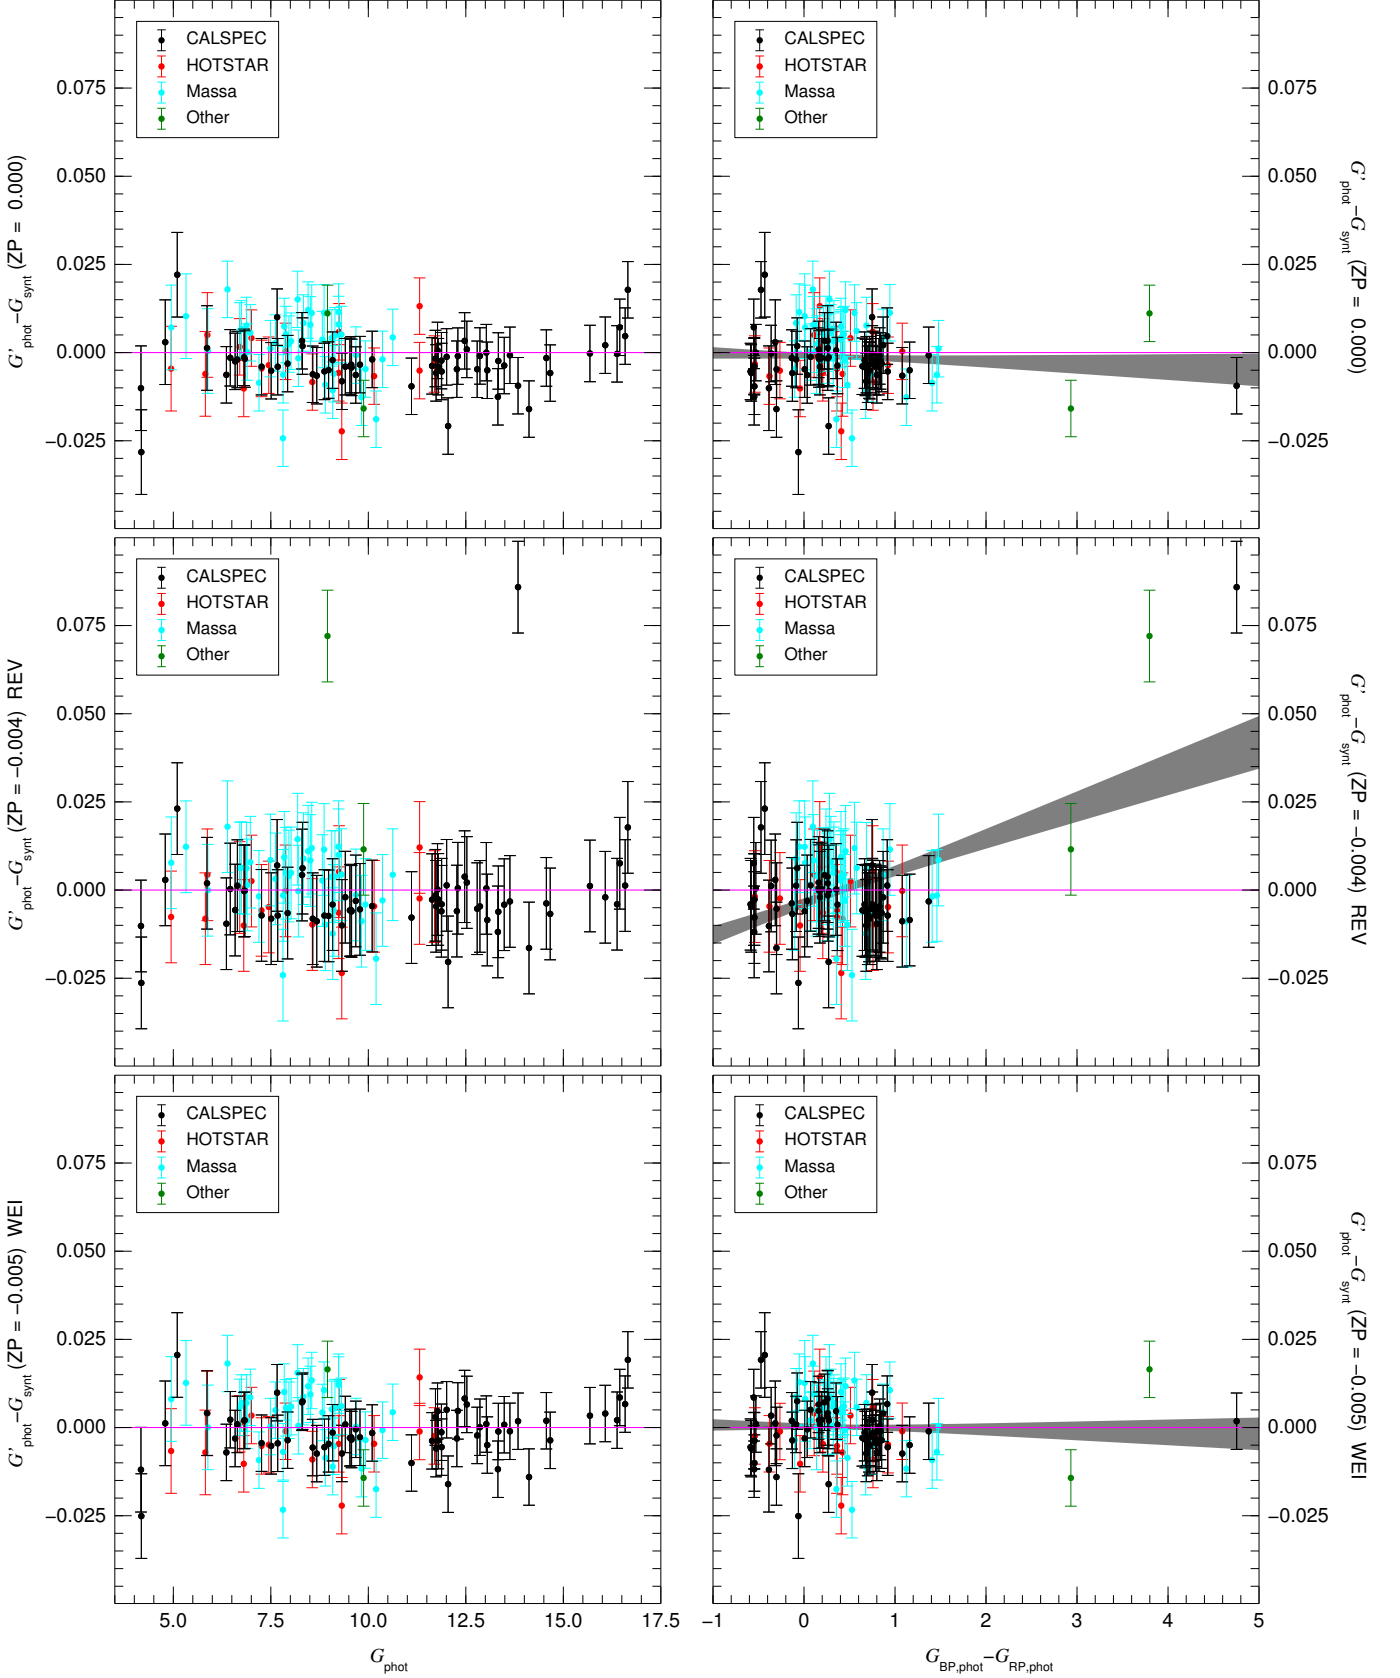 CALSPEC
HOTSTAR
Massa
Other
0.075
0.050
0.025
0.000
−0.025
G’phot−Gsynt (ZP = 0.000)
CALSPEC
HOTSTAR
Massa
Other
0.075
0.050
0.025
0.000
−0.025
G’phot−Gsynt (ZP = 0.000)
CALSPEC
HOTSTAR
Massa
Other
0.075
0.050
0.025
0.000
−0.025
G’phot−Gsynt (ZP = −0.004) REV
CALSPEC
HOTSTAR
Massa
Other
0.075
0.050
0.025
0.000
−0.025
G’phot−Gsynt (ZP = −0.004) REV
CALSPEC
HOTSTAR
Massa
Other
0.075
0.050
0.025
0.000
−0.025
G’phot−Gsynt (ZP = −0.005) WEI
5.0 7.5 10.0 12.5 15.0 17.5
Gphot
CALSPEC
HOTSTAR
Massa
Other
0.075
0.050
0.025
0.000
−0.025
G’phot−Gsynt (ZP = −0.005) WEI
−1 0 1 2 3 4 5
GBP,phot−GRP,phot